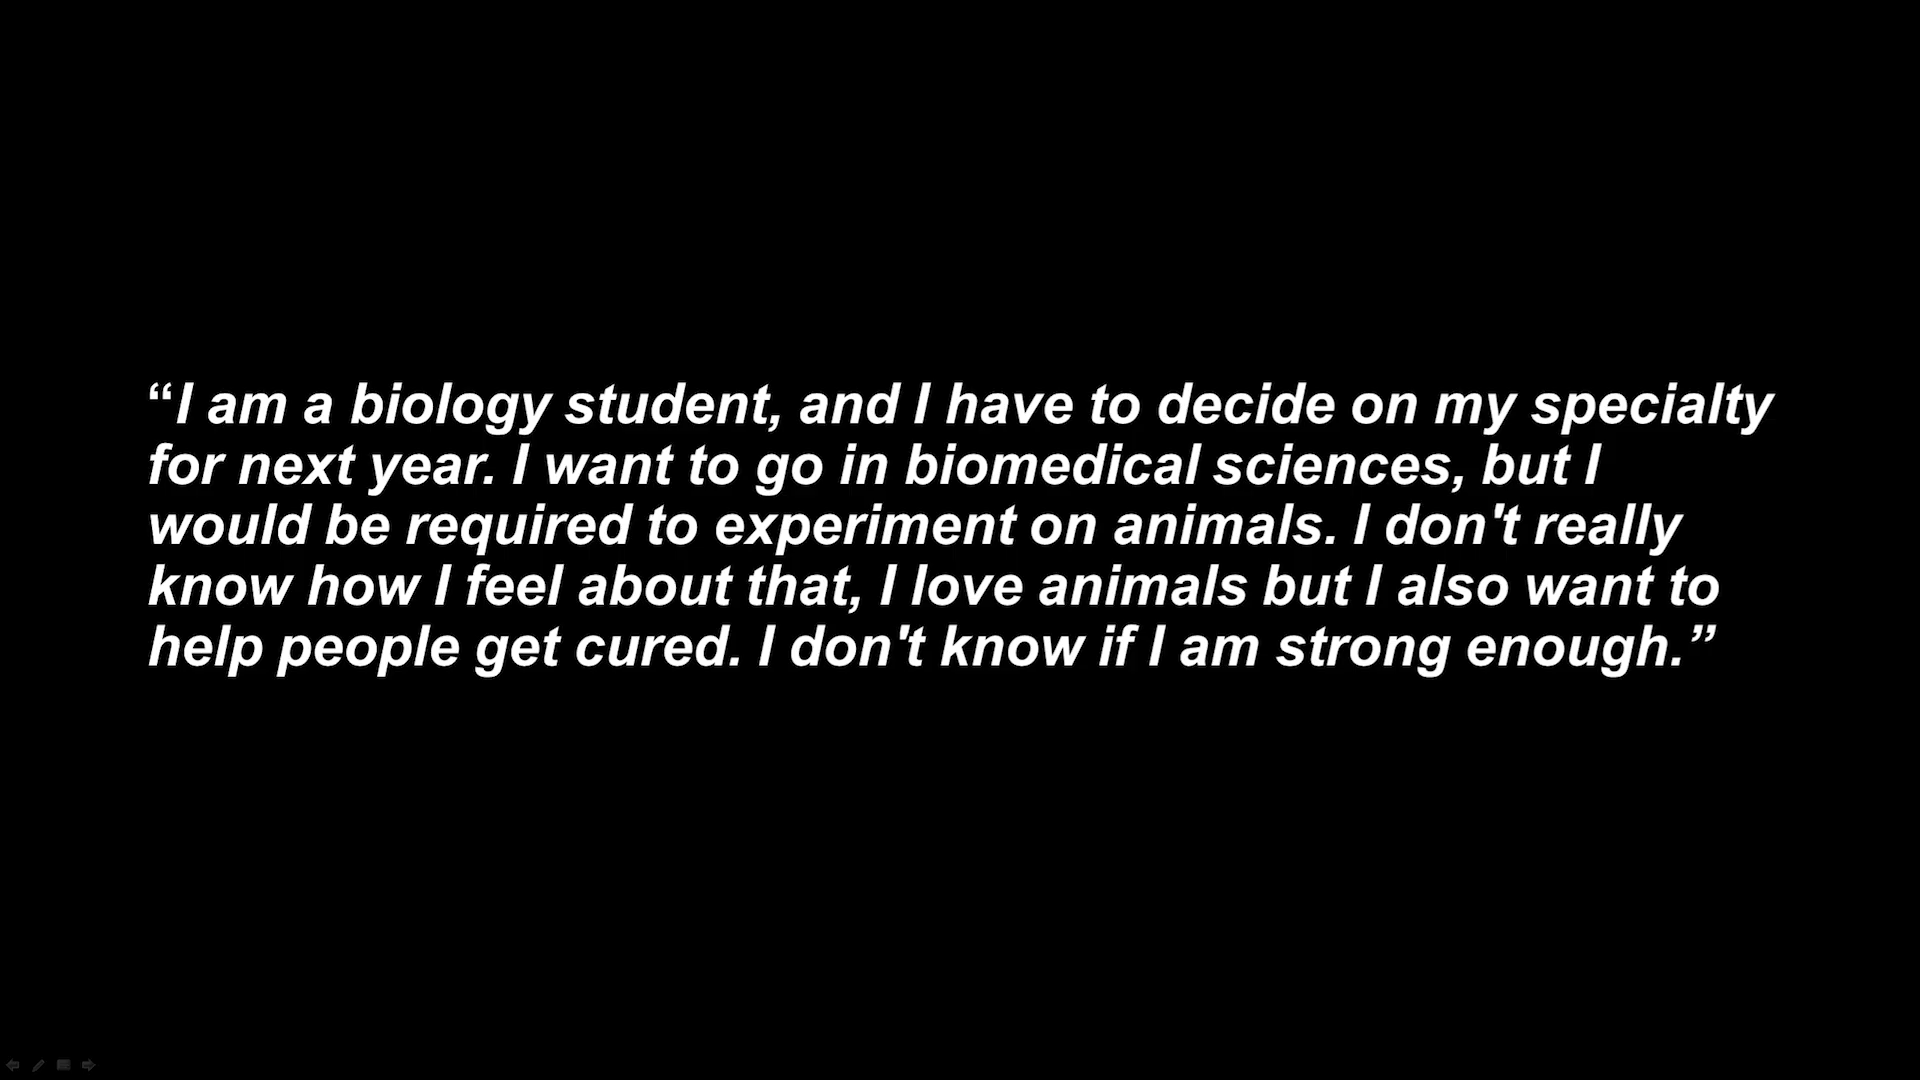 “I am a biology student, and I have to decide on my specialty
for next year. I want to go in biomedical sciences, but I
would be required to experiment on animals. I don't really
know how I feel about that, I love animals but I also want to
help people get cured. I don't know if I am strong enough.”